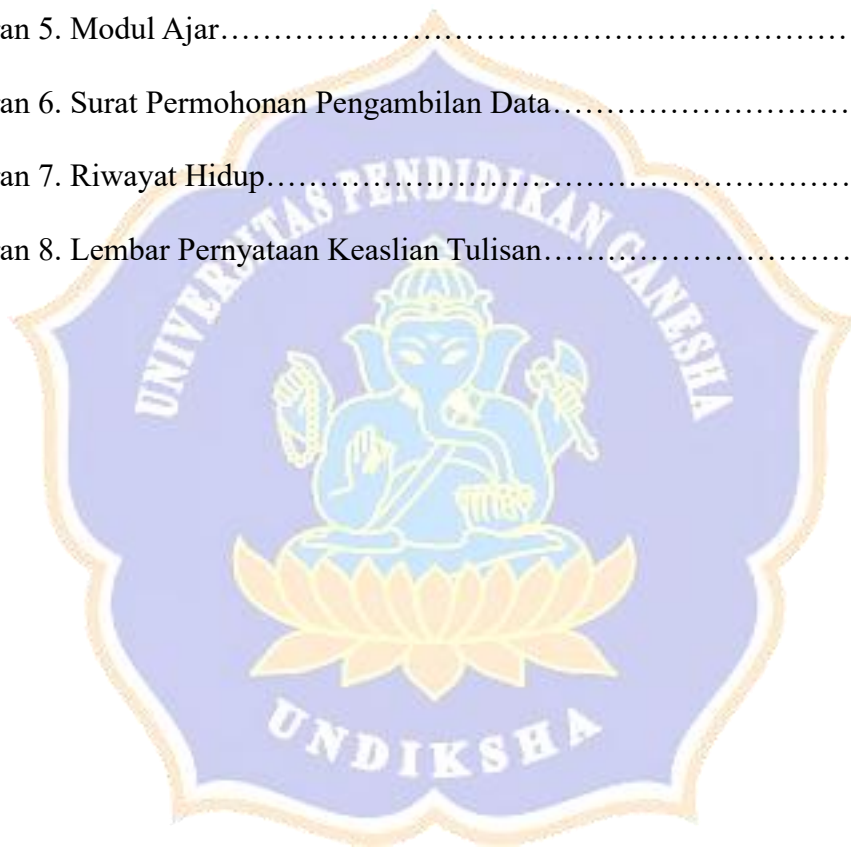 an 5. Modul Ajar……………………………………………………
an 6. Surat Permohonan Pengambilan Data………………………
an 7. Riwayat Hidup……………………………….…………………
an 8. Lembar Pernyataan Keaslian Tulisan…………………………
UNIVERSITAS PENDIDIKAN GANESHA
UNDIKSHA